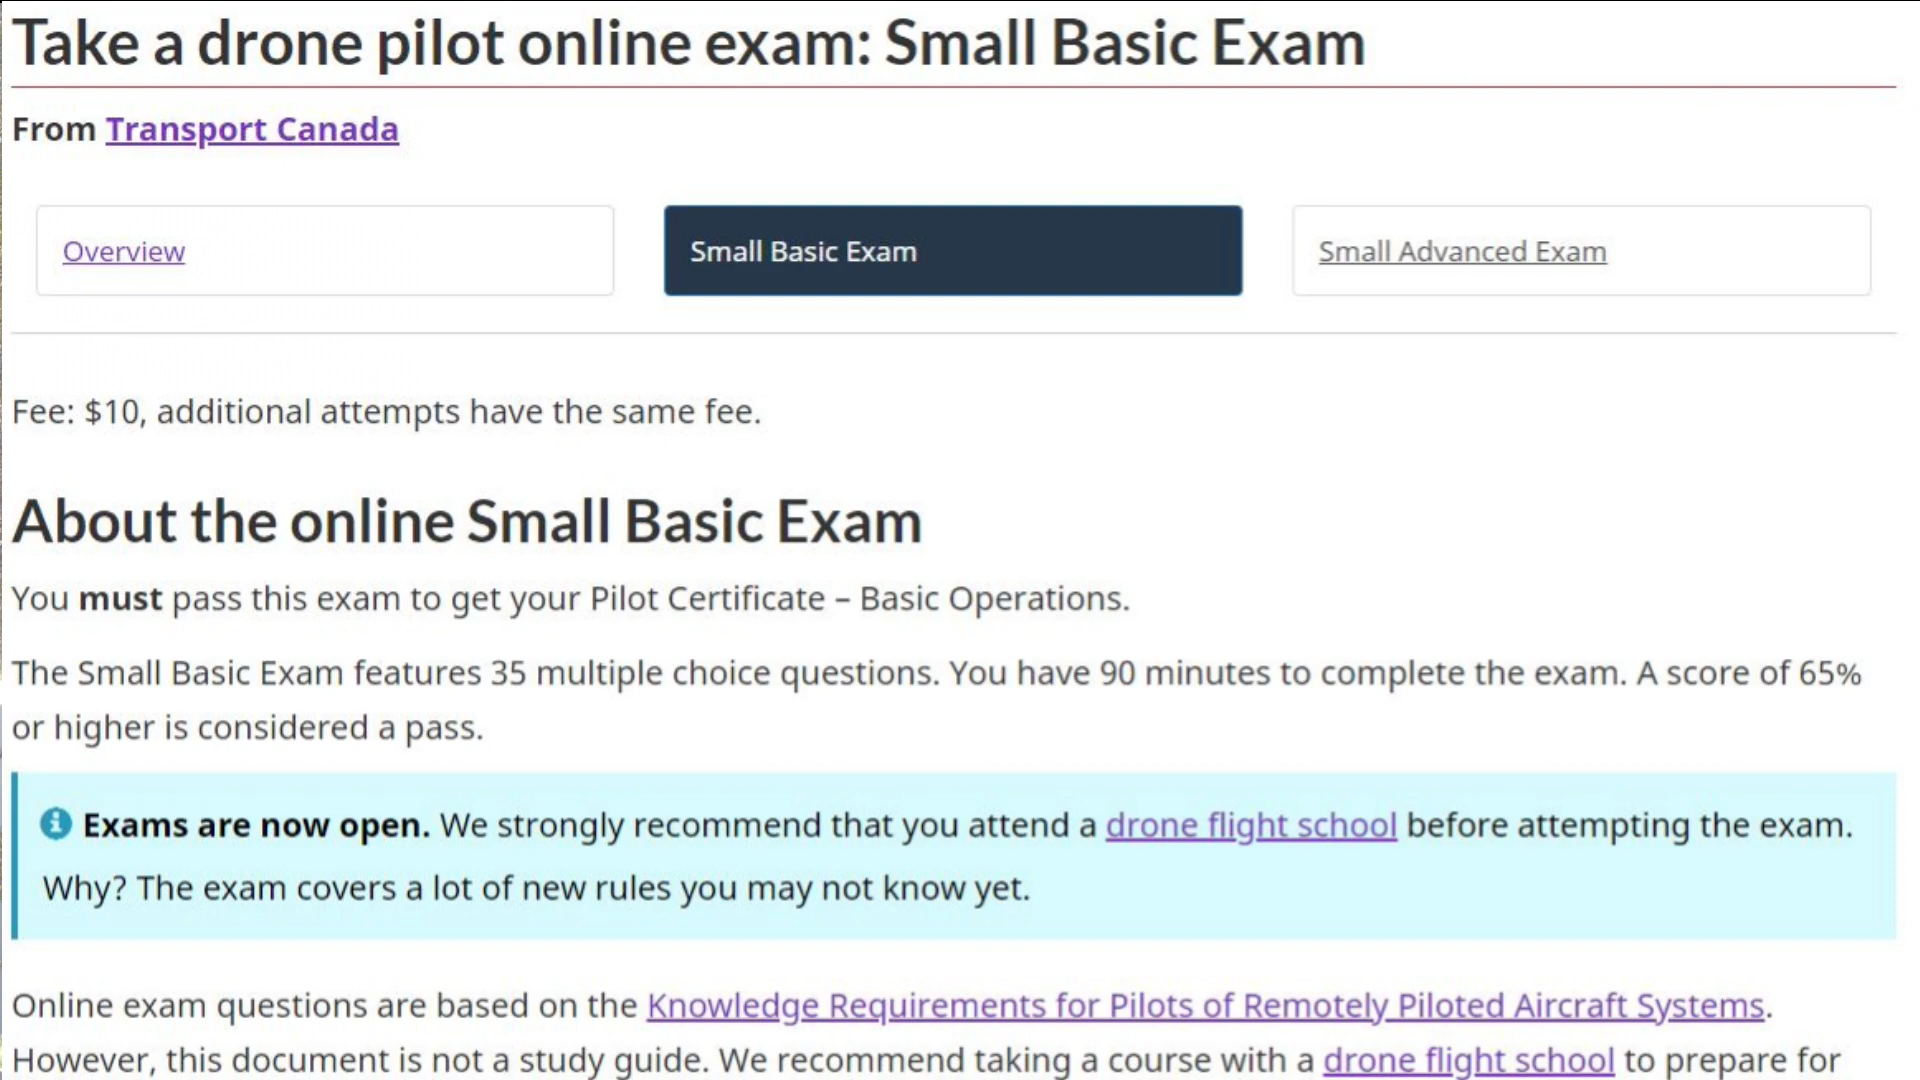 Take a drone pilot online exam: Small Basic Exam
From Transport Canada
Overview
Small Basic Exam
Small Advanced Exam
Fee: $10, additional attempts have the same fee.
About the online Small Basic Exam
You must pass this exam to get your Pilot Certificate – Basic Operations.
The Small Basic Exam features 35 multiple choice questions. You have 90 minutes to complete the exam. A score of 65%
or higher is considered a pass.
Exams are now open. We strongly recommend that you attend a drone flight school before attempting the exam.
Why? The exam covers a lot of new rules you may not know yet.
Online exam questions are based on the Knowledge Requirements for Pilots of Remotely Piloted Aircraft Systems.
However, this document is not a study guide. We recommend taking a course with a drone flight school to prepare for